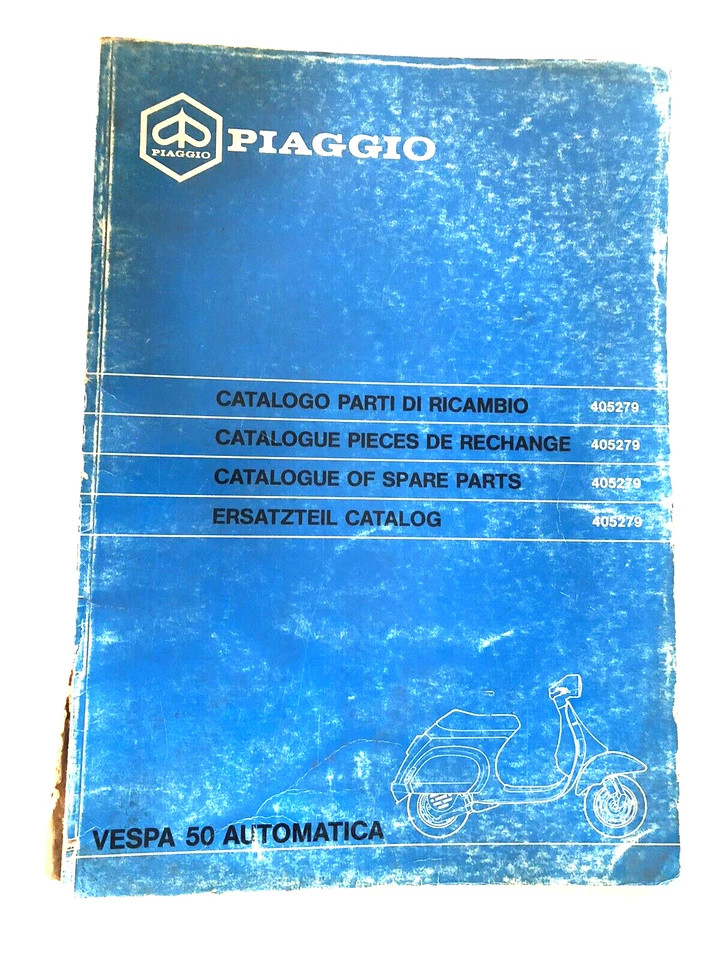 PIAGGIO
PIAGGIO
CATALOGO PARTI DI RICAMBIO 405279
CATALOGUE PIECES DE RECHANGE 405279
CATALOGUE OF SPARE PARTS 405279
ERSATZTEIL CATALOG 405279
VESPA 50 AUTOMATICA